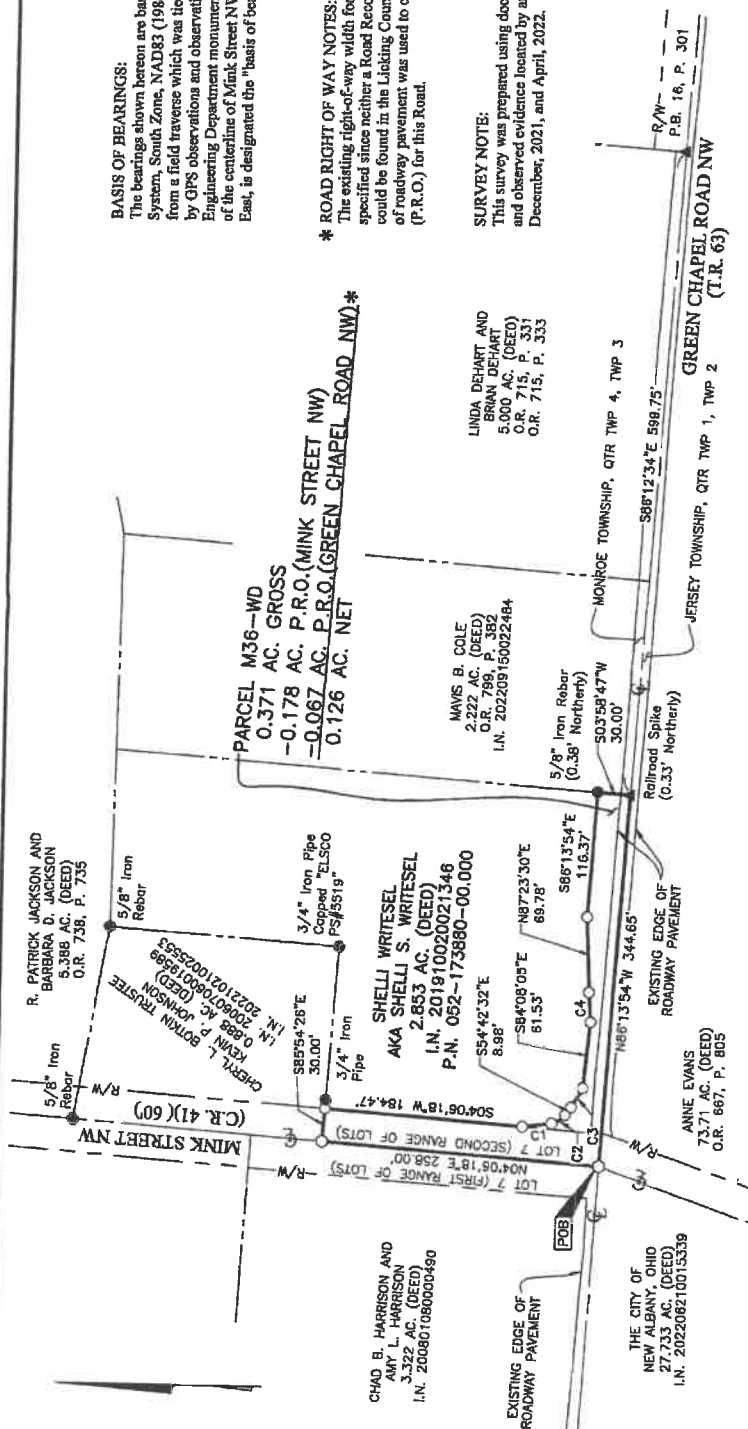 BASIS OF BEARINGS:
The bearings shown hereon are bas
System, South Zone, NAD83 (198
from a field traverse which was tie
by GPS observations and observati
Engineering Department monument
of the centerline of Mink Street NW
East, is designated the "basis of bea
* ROAD RIGHT OF WAY NOTES:
The existing right-of-way width for
specified since neither a Road Reco
could be found in the Licking Coun
of roadway pavement was used to c
(P.R.O.) for this Road.
SURVEY NOTE:
This survey was prepared using doc
and observed evidence located by a
December, 2021, and April, 2022.
PARCEL M36-WD
0.371 AC. GROSS
-0.178 AC. P.R.O.(MINK STREET NW)
-0.067 AC. P.R.O.(GREEN CHAPEL ROAD NW)*
0.126 AC. NET
R. PATRICK JACKSON AND
BARBARA D. JACKSON
5.388 AC. (DEED)
O.R. 738, P. 735
5/8" Iron
Rebar
5/8" Iron
Rebar
CHERYL L. BOTKIN TRUSTEE
KEVIN P. JOHNSON
0.888 AC. (DEED)
I.N. 200607060019589
I.N. 202210210025553
3/4" Iron Pipe
Capped "ELSCO
PS#5519"
3/4" Iron
Pipe
S85°54'26"E
30.00'
R/W
(C.R. 41)(60')
MINK STREET NW
R/W
SHELLI WRITESEL
AKA SHELLI S. WRITESEL
2.853 AC. (DEED)
I.N. 201910020021346
P.N. 052-173880-00.000
S04°06'18"W 184.47'
LOT 7 (SECOND RANGE OF LOTS)
N04°06'18"E 258.00'
LOT 7 (FIRST RANGE OF LOTS)
C1
C2
C3
C4
S54°42'32"E
8.98'
S84°08'05"E
61.53'
N87°23'30"E
69.78'
S86°13'54"E
116.37'
MAVIS B. COLE
2.222 AC. (DEED)
O.R. 799, P. 382
I.N. 202209150022484
5/8" Iron Rebar
(0.38' Northerly)
S03°58'47"W
30.00'
Railroad Spike
(0.33' Northerly)
LINDA DEHART AND
BRIAN DEHART
5.000 AC. (DEED)
O.R. 715, P. 331
O.R. 715, P. 333
MONROE TOWNSHIP, QTR TWP 4, TWP 3
S86°12'34"E 599.75'
JERSEY TOWNSHIP, QTR TWP 1, TWP 2
R/W
P.B. 16, P. 301
GREEN CHAPEL ROAD NW
(T.R. 63)
N86°13'54"W 344.65'
EXISTING EDGE OF
ROADWAY PAVEMENT
ANNE EVANS
73.71 AC. (DEED)
O.R. 667, P. 805
R/W
POB
CHAD B. HARRISON AND
AMY L. HARRISON
3.322 AC. (DEED)
I.N. 200801080000490
EXISTING EDGE OF
ROADWAY PAVEMENT
THE CITY OF
NEW ALBANY, OHIO
27.733 AC. (DEED)
I.N. 202206210015339